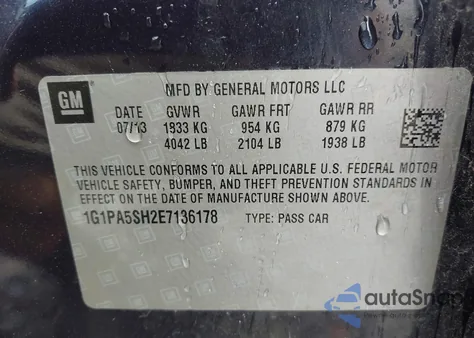 GM
MFD BY GENERAL MOTORS LLC
DATE GVWR GAWR FRT GAWR RR
07/13 1833 KG 954 KG 879 KG
4042 LB 2104 LB 1938 LB
THIS VEHICLE CONFORMS TO ALL APPLICABLE U.S. FEDERAL MOTOR
VEHICLE SAFETY, BUMPER, AND THEFT PREVENTION STANDARDS IN
EFFECT ON THE DATE OF MANUFACTURE SHOWN ABOVE.
1G1PA5SH2E7136178 TYPE: PASS CAR
autoSnap